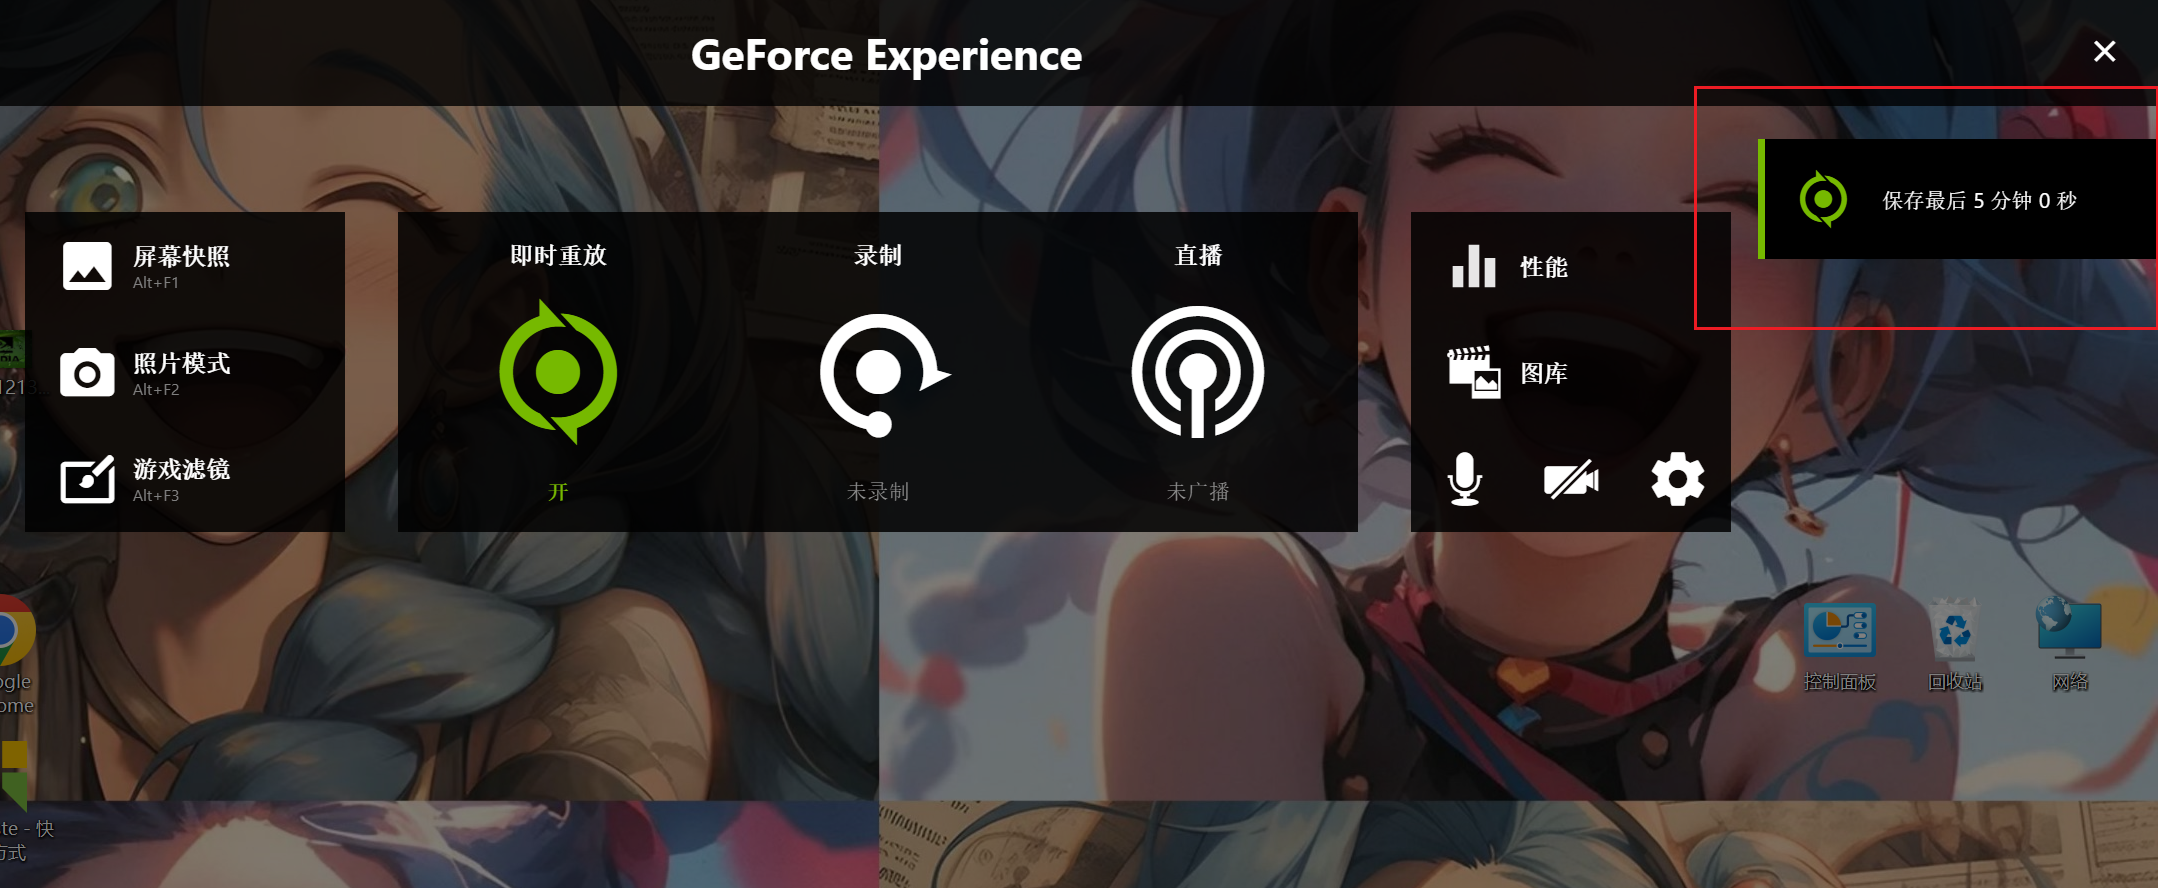 GeForce Experience
保存最后 5 分钟 0 秒
屏幕快照
Alt+F1
照片模式
Alt+F2
游戏滤镜
Alt+F3
即时重放
开
录制
未录制
直播
未广播
性能
图库
1213...
ogle
ome
te - 快
方式
控制面板
回收站
网络